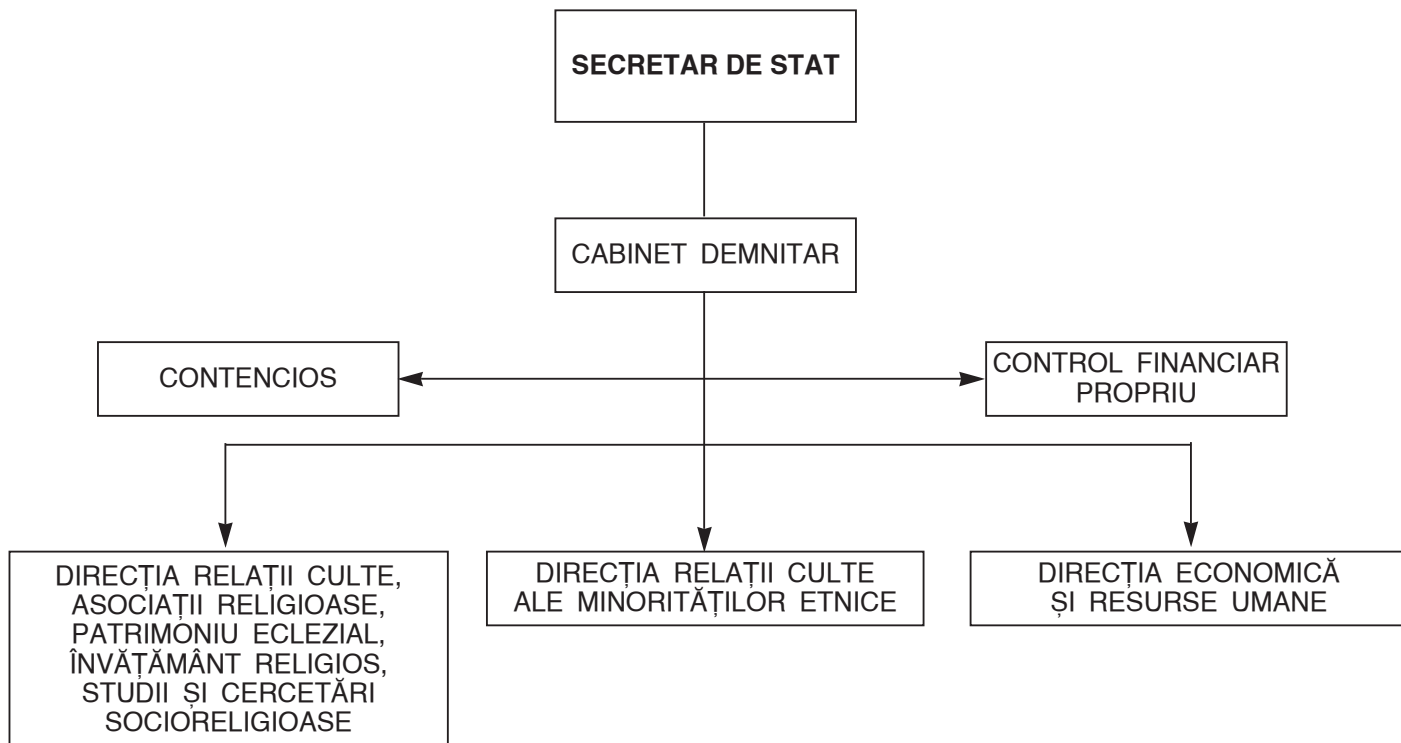 SECRETAR DE STAT
CABINET DEMNITAR
CONTENCIOS
CONTROL FINANCIAR
PROPRIU
DIRECȚIA RELAȚII CULTE,
ASOCIAȚII RELIGIOASE,
PATRIMONIU ECLEZIAL,
ÎNVĂȚĂMÂNT RELIGIOS,
STUDII ȘI CERCETĂRI
SOCIORELIGIOASE
DIRECȚIA RELAȚII CULTE
ALE MINORITĂȚILOR ETNICE
DIRECȚIA ECONOMICĂ
ȘI RESURSE UMANE